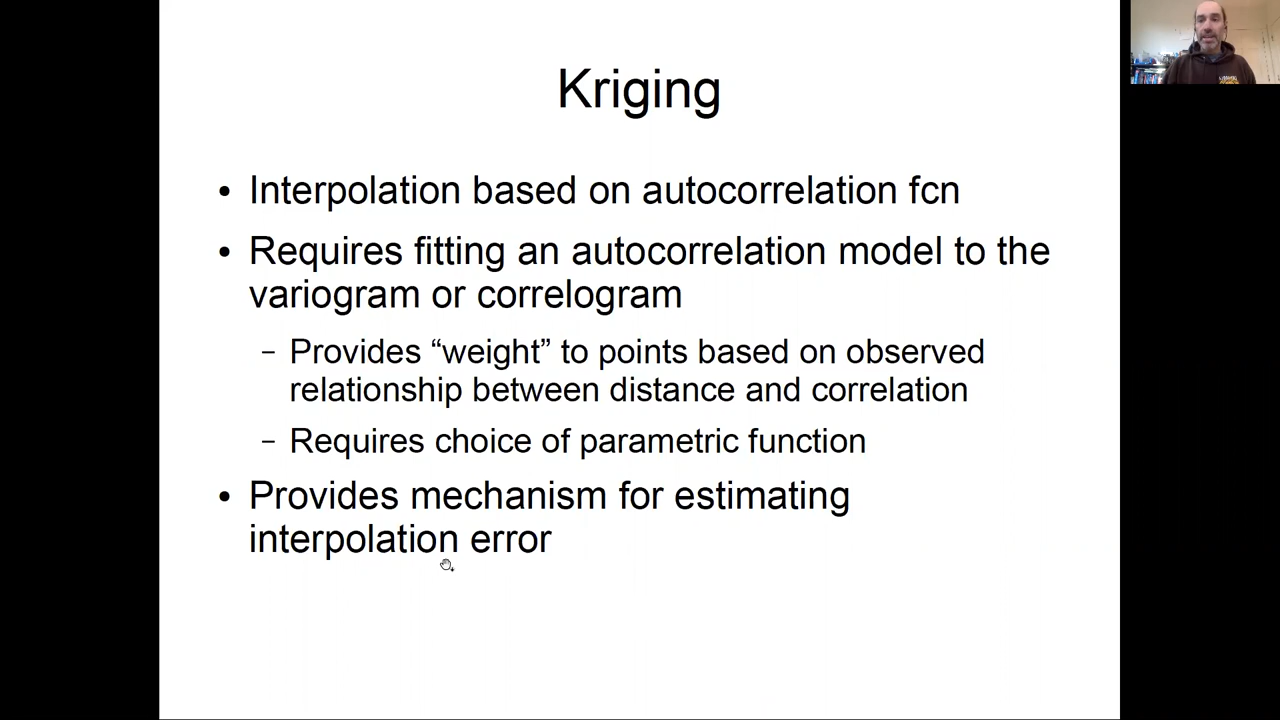 Kriging
• Interpolation based on autocorrelation fcn
• Requires fitting an autocorrelation model to the
variogram or correlogram
– Provides “weight” to points based on observed
relationship between distance and correlation
– Requires choice of parametric function
• Provides mechanism for estimating
interpolation error